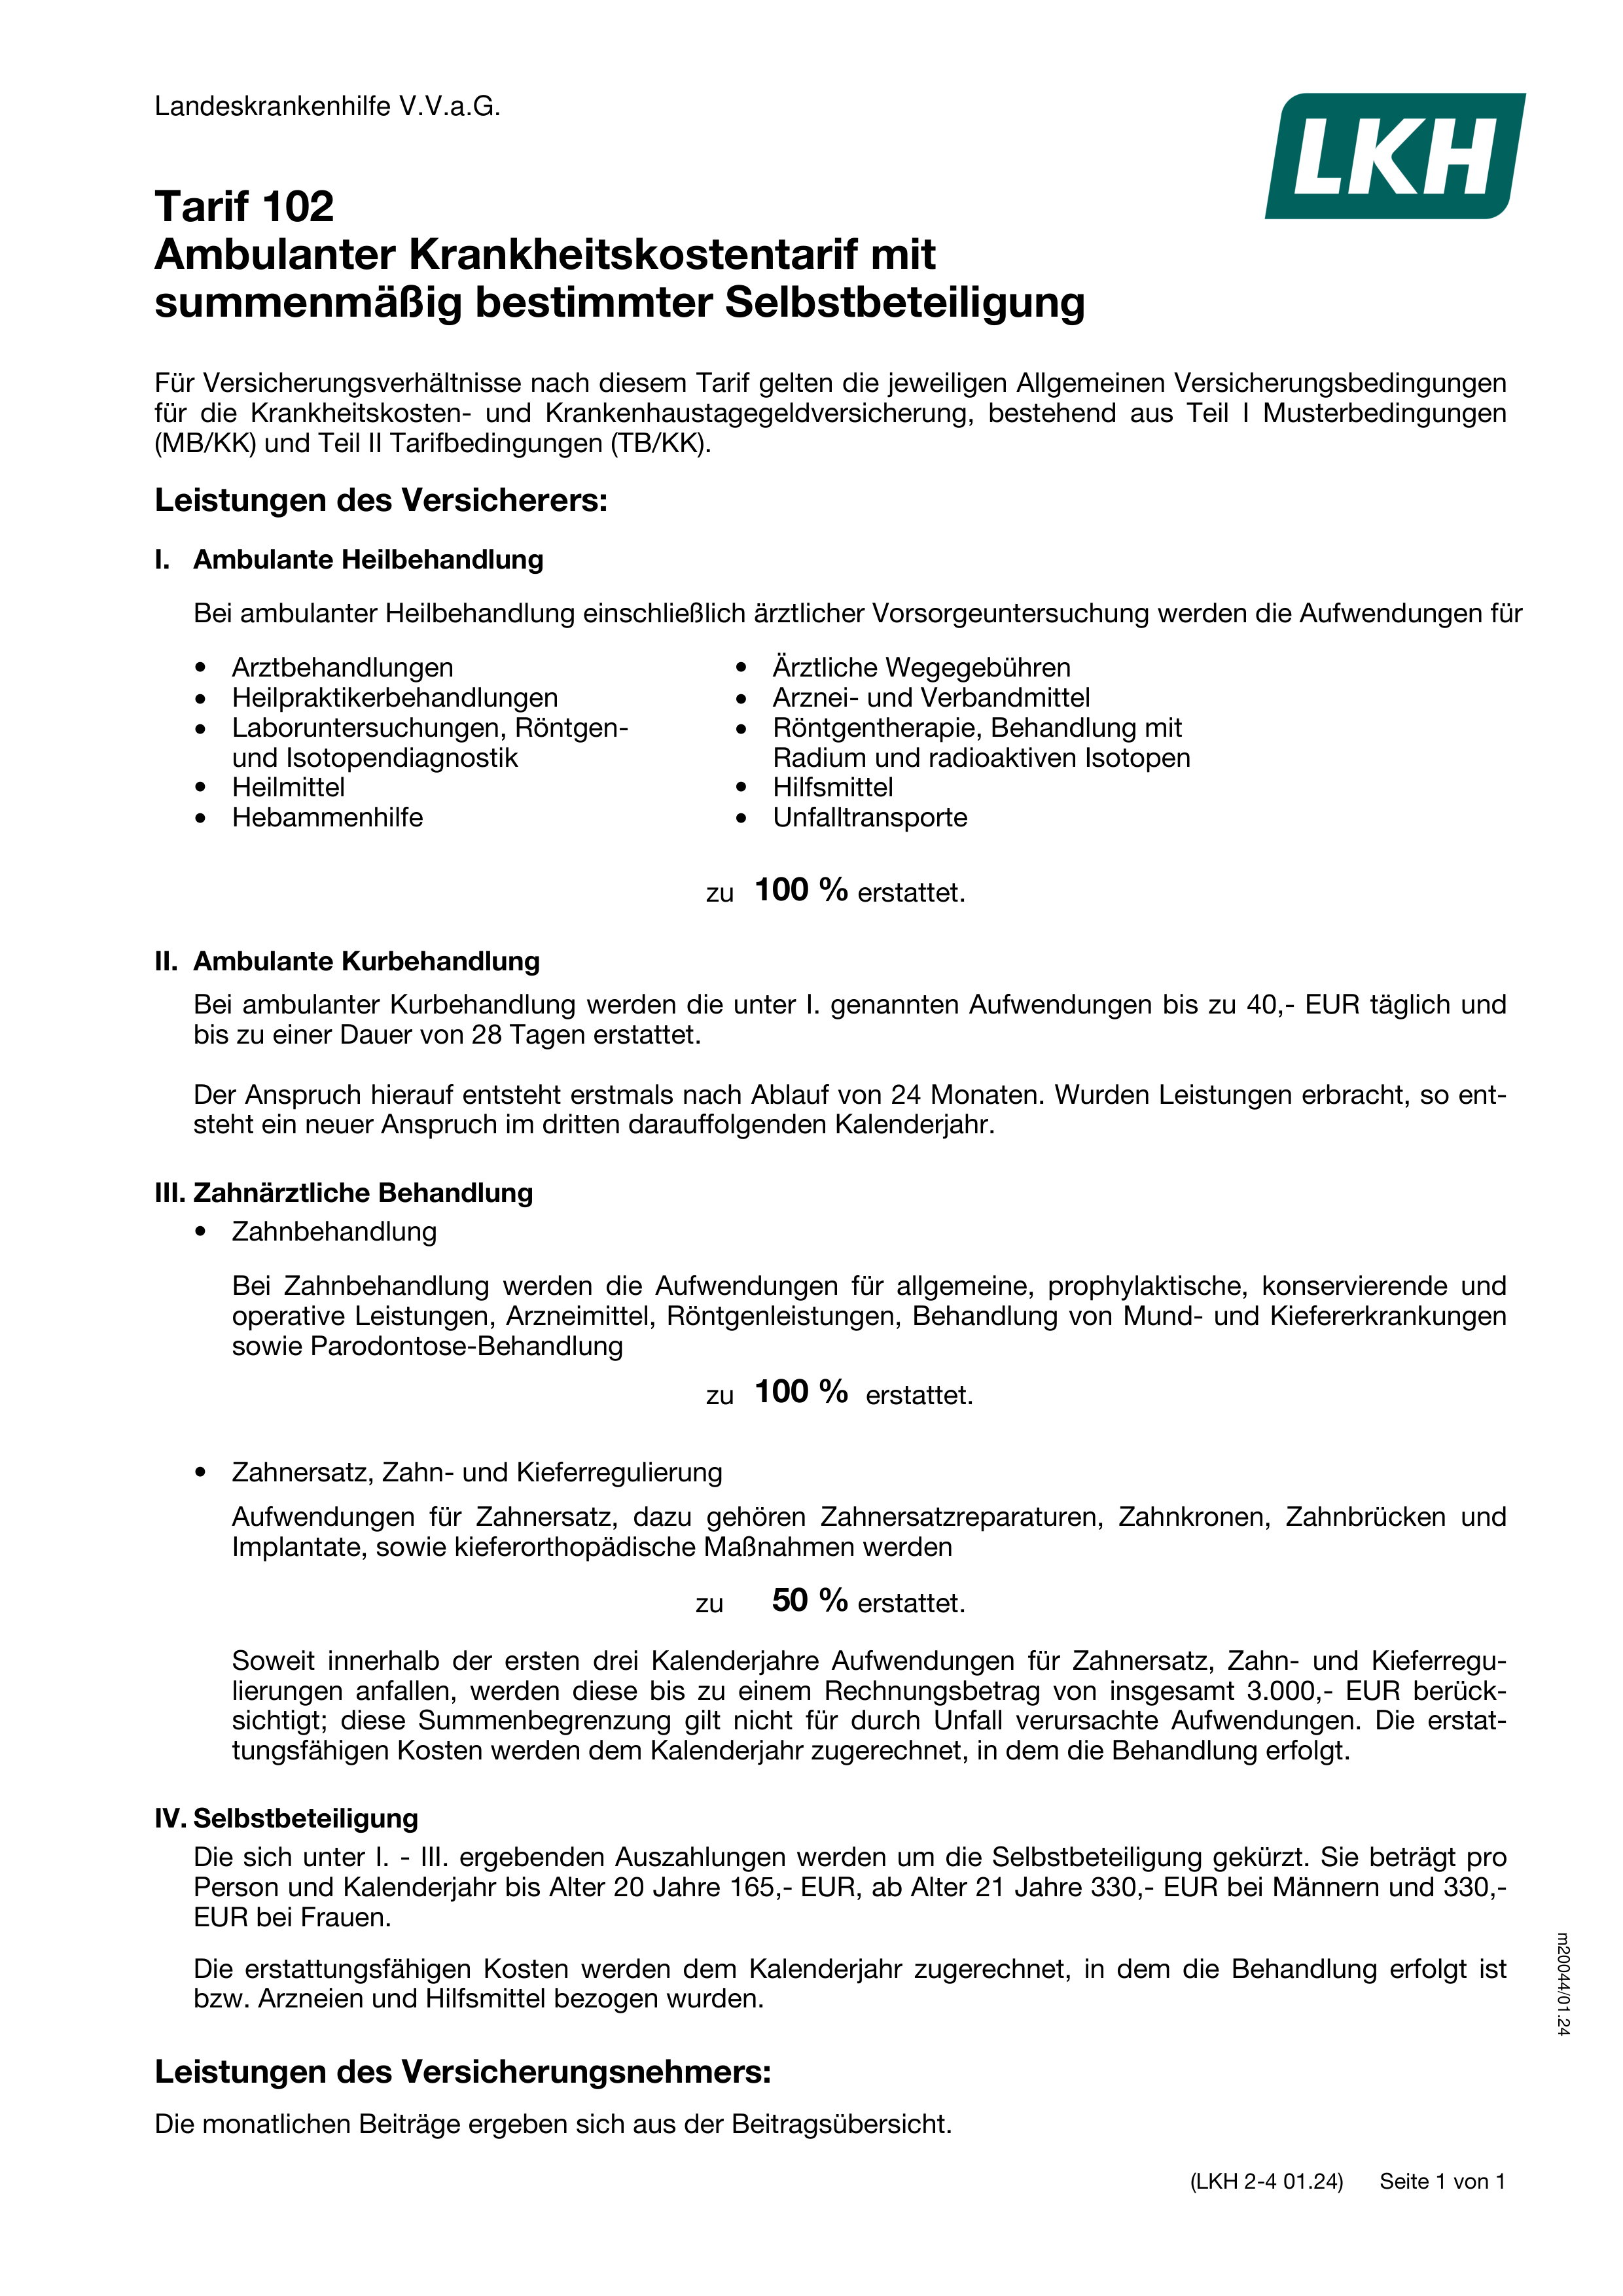 Landeskrankenhilfe V.V.a.G.
LKH
Tarif 102
Ambulanter Krankheitskostentarif mit
summenmäßig bestimmter Selbstbeteiligung
Für Versicherungsverhältnisse nach diesem Tarif gelten die jeweiligen Allgemeinen Versicherungsbedingungen
für die Krankheitskosten- und Krankenhaustagegeldversicherung, bestehend aus Teil I Musterbedingungen
(MB/KK) und Teil II Tarifbedingungen (TB/KK).
Leistungen des Versicherers:
I. Ambulante Heilbehandlung
Bei ambulanter Heilbehandlung einschließlich ärztlicher Vorsorgeuntersuchung werden die Aufwendungen für
• Arztbehandlungen
• Heilpraktikerbehandlungen
• Laboruntersuchungen, Röntgen-
und Isotopendiagnostik
• Heilmittel
• Hebammenhilfe
• Ärztliche Wegegebühren
• Arznei- und Verbandmittel
• Röntgentherapie, Behandlung mit
Radium und radioaktiven Isotopen
• Hilfsmittel
• Unfalltransporte
zu 100 % erstattet.
II. Ambulante Kurbehandlung
Bei ambulanter Kurbehandlung werden die unter I. genannten Aufwendungen bis zu 40,- EUR täglich und
bis zu einer Dauer von 28 Tagen erstattet.
Der Anspruch hierauf entsteht erstmals nach Ablauf von 24 Monaten. Wurden Leistungen erbracht, so ent-
steht ein neuer Anspruch im dritten darauffolgenden Kalenderjahr.
III. Zahnärztliche Behandlung
• Zahnbehandlung
Bei Zahnbehandlung werden die Aufwendungen für allgemeine, prophylaktische, konservierende und
operative Leistungen, Arzneimittel, Röntgenleistungen, Behandlung von Mund- und Kiefererkrankungen
sowie Parodontose-Behandlung
zu 100 % erstattet.
• Zahnersatz, Zahn- und Kieferregulierung
Aufwendungen für Zahnersatz, dazu gehören Zahnersatzreparaturen, Zahnkronen, Zahnbrücken und
Implantate, sowie kieferorthopädische Maßnahmen werden
zu 50 % erstattet.
Soweit innerhalb der ersten drei Kalenderjahre Aufwendungen für Zahnersatz, Zahn- und Kieferregu-
lierungen anfallen, werden diese bis zu einem Rechnungsbetrag von insgesamt 3.000,- EUR berück-
sichtigt; diese Summenbegrenzung gilt nicht für durch Unfall verursachte Aufwendungen. Die erstat-
tungsfähigen Kosten werden dem Kalenderjahr zugerechnet, in dem die Behandlung erfolgt.
IV. Selbstbeteiligung
Die sich unter I. - III. ergebenden Auszahlungen werden um die Selbstbeteiligung gekürzt. Sie beträgt pro
Person und Kalenderjahr bis Alter 20 Jahre 165,- EUR, ab Alter 21 Jahre 330,- EUR bei Männern und 330,-
EUR bei Frauen.
Die erstattungsfähigen Kosten werden dem Kalenderjahr zugerechnet, in dem die Behandlung erfolgt ist
bzw. Arzneien und Hilfsmittel bezogen wurden.
Leistungen des Versicherungsnehmers:
Die monatlichen Beiträge ergeben sich aus der Beitragsübersicht.
m20044/01.24
(LKH 2-4 01.24) Seite 1 von 1